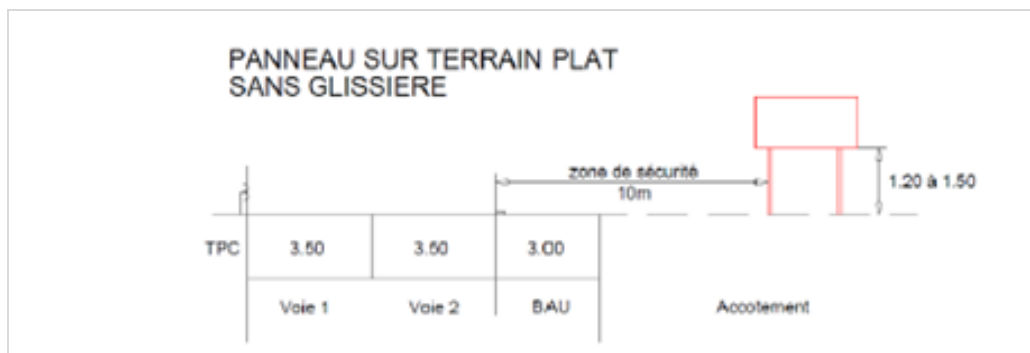 PANNEAU SUR TERRAIN PLAT
SANS GLISSIERE
zone de sécurité
10m
1.20 à 1.50
TPC
3.50
3.50
3.00
Voie 1
Voie 2
BAU
Accotement